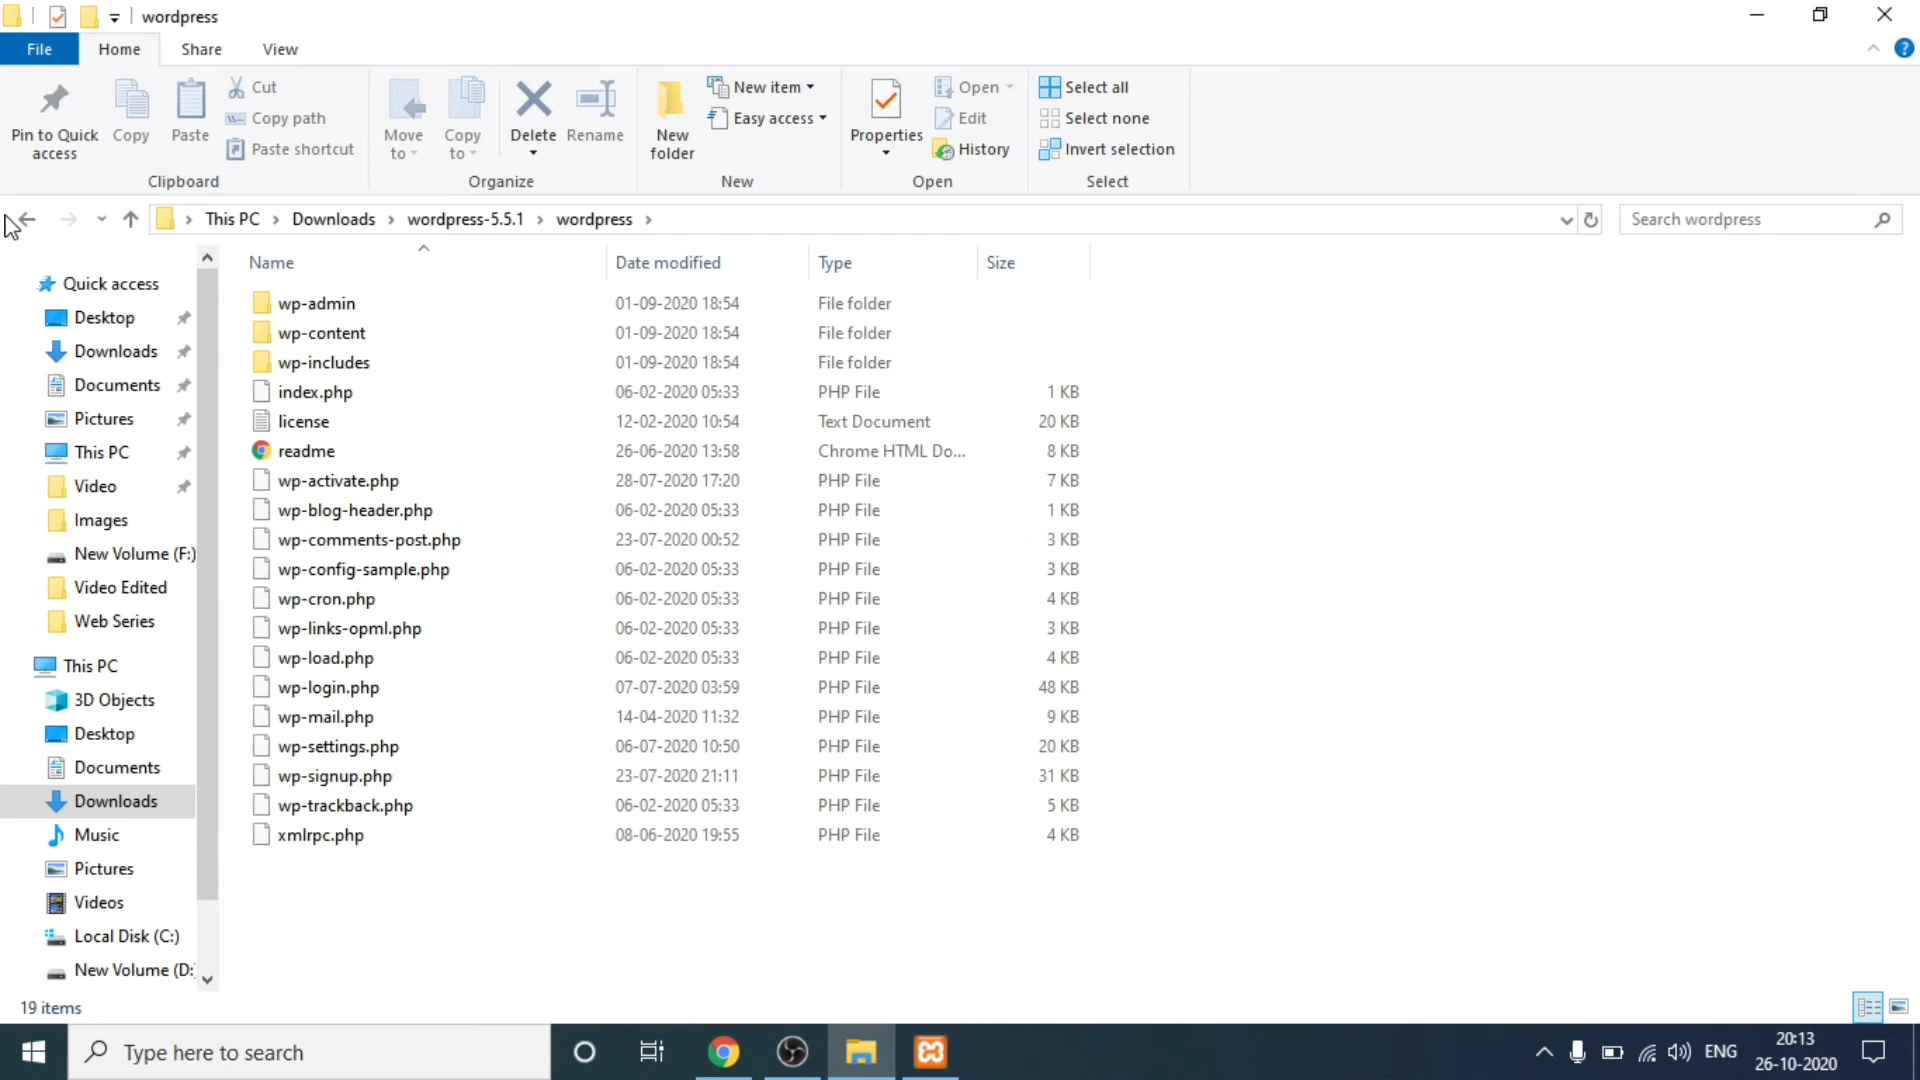 wordpress
File Home Share View
Pin to Quick access
Copy
Paste
Cut
Copy path
Paste shortcut
Clipboard
Move to
Copy to
Delete
Rename
Organize
New folder
New item
Easy access
New
Properties
Open
Edit
History
Open
Select all
Select none
Invert selection
Select
This PC > Downloads > wordpress-5.5.1 > wordpress >
Search wordpress
Quick access
Desktop
Downloads
Documents
Pictures
This PC
Video
Images
New Volume (F:)
Video Edited
Web Series
This PC
3D Objects
Desktop
Documents
Downloads
Music
Pictures
Videos
Local Disk (C:)
New Volume (D:
Name Date modified Type Size
wp-admin 01-09-2020 18:54 File folder
wp-content 01-09-2020 18:54 File folder
wp-includes 01-09-2020 18:54 File folder
index.php 06-02-2020 05:33 PHP File 1 KB
license 12-02-2020 10:54 Text Document 20 KB
readme 26-06-2020 13:58 Chrome HTML Do... 8 KB
wp-activate.php 28-07-2020 17:20 PHP File 7 KB
wp-blog-header.php 06-02-2020 05:33 PHP File 1 KB
wp-comments-post.php 23-07-2020 00:52 PHP File 3 KB
wp-config-sample.php 06-02-2020 05:33 PHP File 3 KB
wp-cron.php 06-02-2020 05:33 PHP File 4 KB
wp-links-opml.php 06-02-2020 05:33 PHP File 3 KB
wp-load.php 06-02-2020 05:33 PHP File 4 KB
wp-login.php 07-07-2020 03:59 PHP File 48 KB
wp-mail.php 14-04-2020 11:32 PHP File 9 KB
wp-settings.php 06-07-2020 10:50 PHP File 20 KB
wp-signup.php 23-07-2020 21:11 PHP File 31 KB
wp-trackback.php 06-02-2020 05:33 PHP File 5 KB
xmlrpc.php 08-06-2020 19:55 PHP File 4 KB
19 items
Type here to search
ENG
20:13
26-10-2020